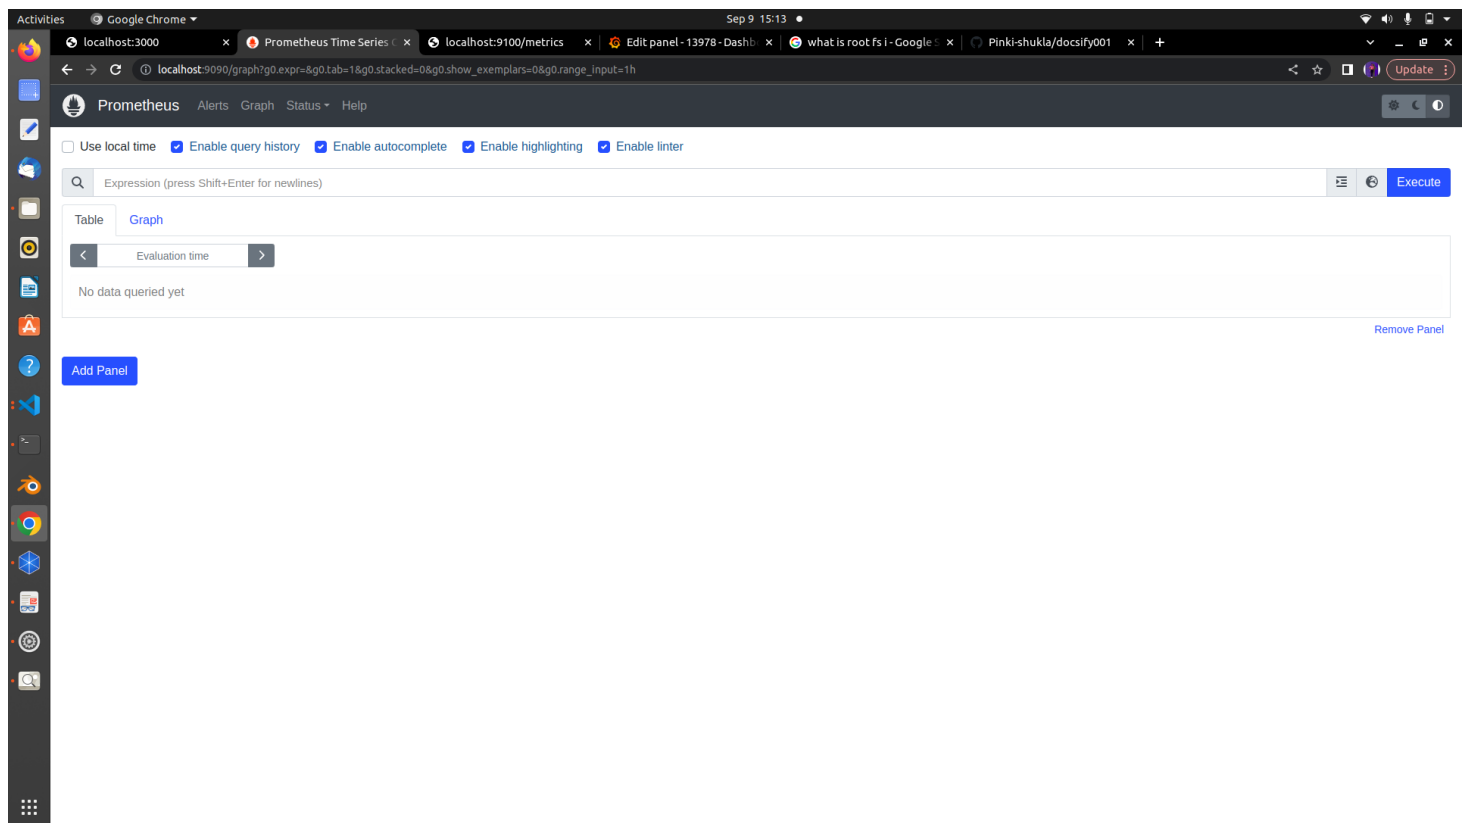 Activities Google Chrome Sep 9 15:13
localhost:3000 Prometheus Time Series C localhost:9100/metrics Edit panel - 13978 - Dashb what is root fs i - Google S Pinki-shukla/docsify001
localhost:9090/graph?g0.expr=&g0.tab=1&g0.stacked=0&g0.show_exemplars=0&g0.range_input=1h Update
Prometheus Alerts Graph Status Help
Use local time Enable query history Enable autocomplete Enable highlighting Enable linter
Expression (press Shift+Enter for newlines) Execute
Table Graph
Evaluation time
No data queried yet
Remove Panel
Add Panel